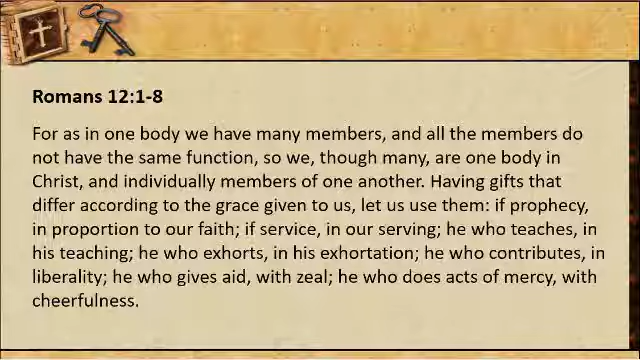 Romans 12:1-8
For as in one body we have many members, and all the members do
not have the same function, so we, though many, are one body in
Christ, and individually members of one another. Having gifts that
differ according to the grace given to us, let us use them: if prophecy,
in proportion to our faith; if service, in our serving; he who teaches, in
his teaching; he who exhorts, in his exhortation; he who contributes, in
liberality; he who gives aid, with zeal; he who does acts of mercy, with
cheerfulness.